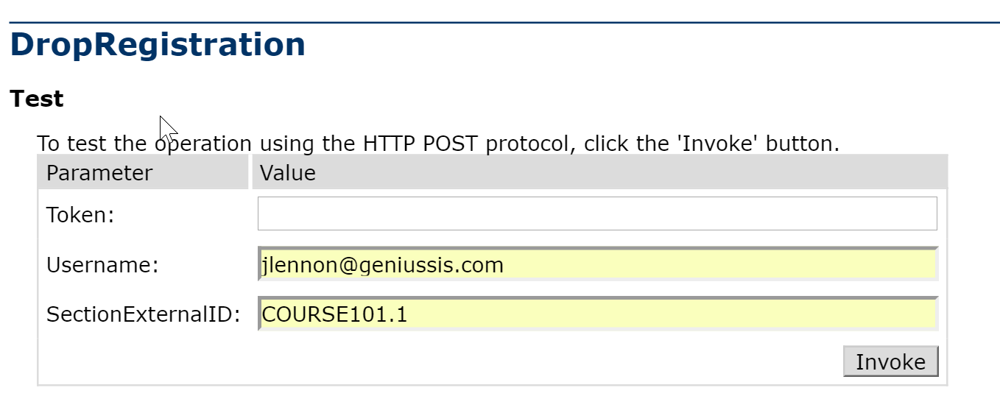 DropRegistration
Test
To test the operation using the HTTP POST protocol, click the 'Invoke' button.
Parameter Value
Token:
Username: jlennon@geniussis.com
SectionExternalID: COURSE101.1
Invoke